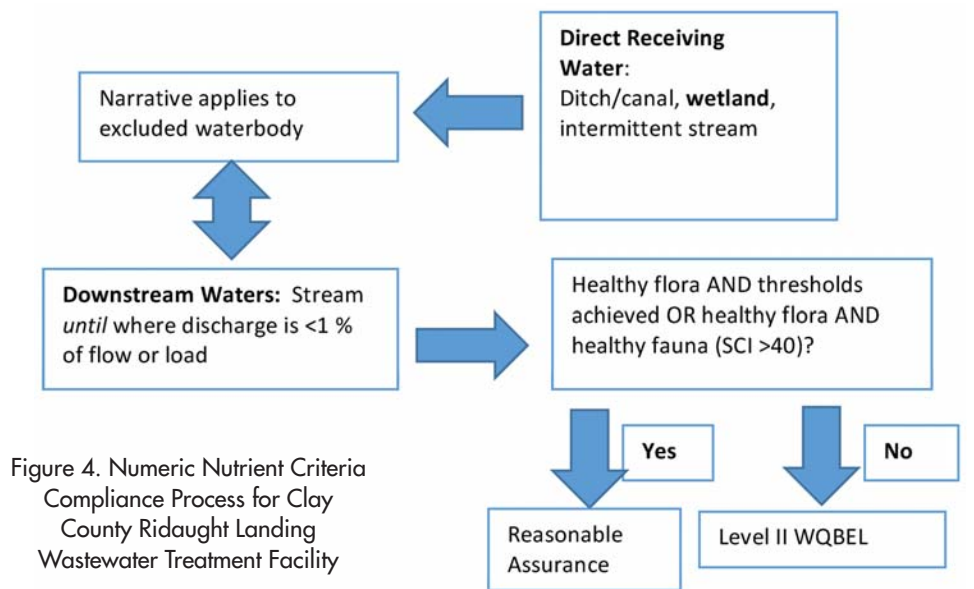 Direct Receiving
Water:
Ditch/canal, wetland,
intermittent stream
Narrative applies to
excluded waterbody
Downstream Waters: Stream
until where discharge is <1 %
of flow or load
Healthy flora AND thresholds
achieved OR healthy flora AND
healthy fauna (SCI >40)?
Yes
No
Reasonable
Assurance
Level II WQBEL
Figure 4. Numeric Nutrient Criteria
Compliance Process for Clay
County Ridaught Landing
Wastewater Treatment Facility